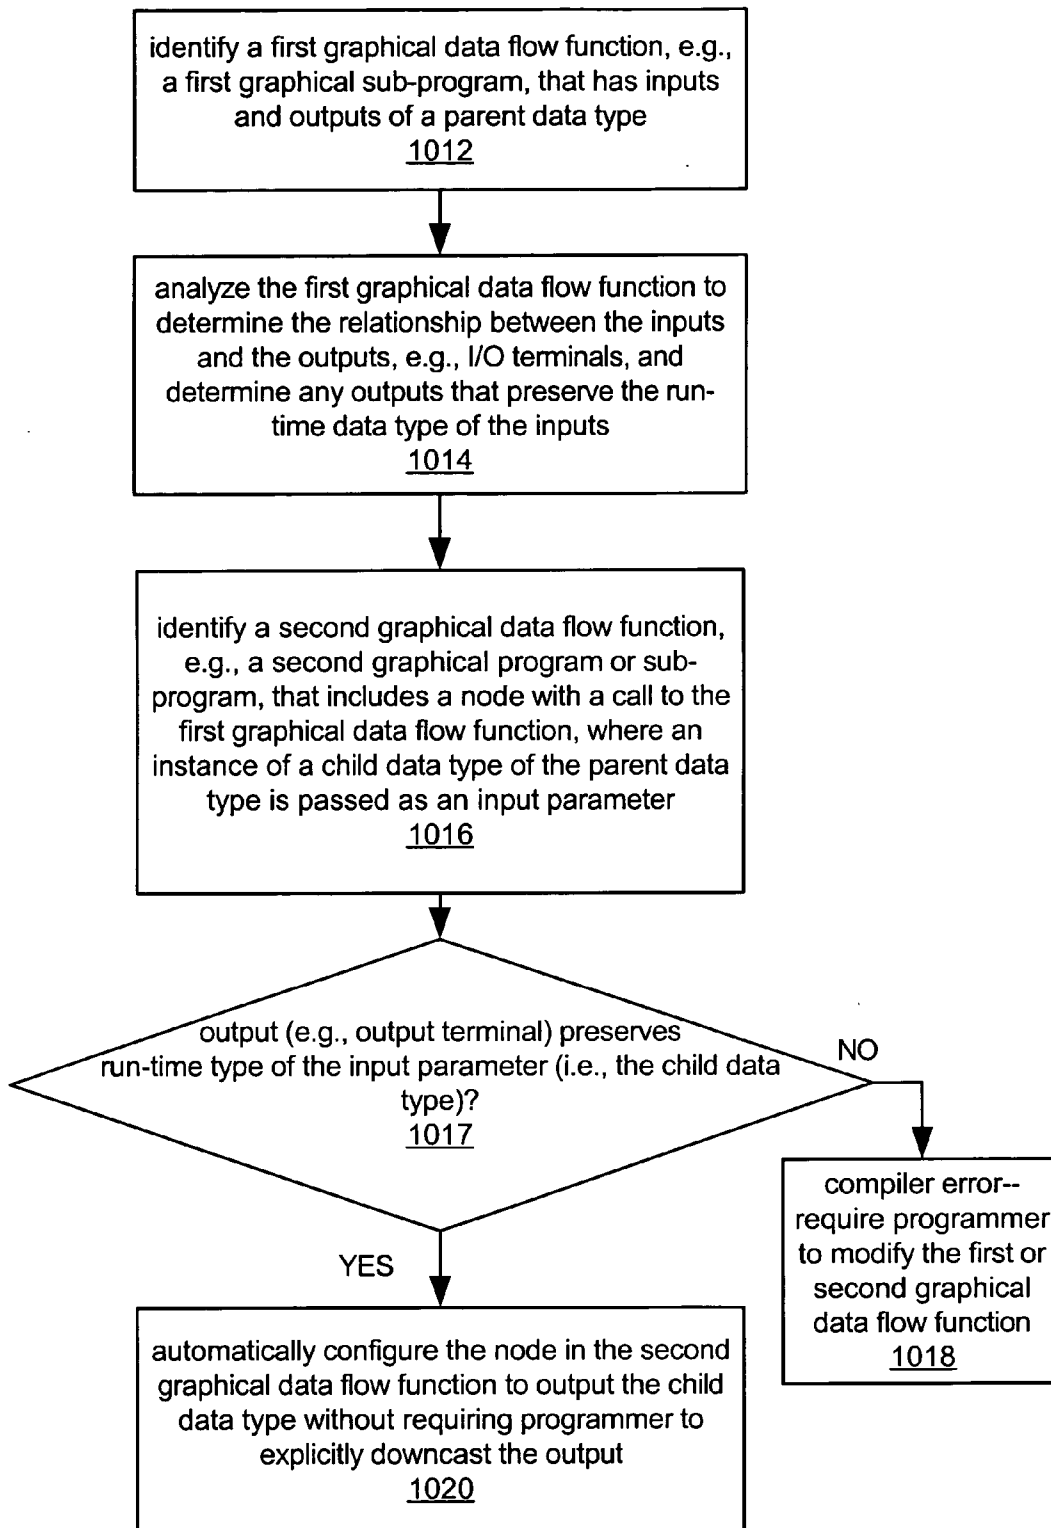 identify a first graphical data flow function, e.g.,
a first graphical sub-program, that has inputs
and outputs of a parent data type
1012
analyze the first graphical data flow function to
determine the relationship between the inputs
and the outputs, e.g., I/O terminals, and
determine any outputs that preserve the run-
time data type of the inputs
1014
identify a second graphical data flow function,
e.g., a second graphical program or sub-
program, that includes a node with a call to the
first graphical data flow function, where an
instance of a child data type of the parent data
type is passed as an input parameter
1016
output (e.g., output terminal) preserves
run-time type of the input parameter (i.e., the child data
type)?
1017
NO
compiler error--
require programmer
to modify the first or
second graphical
data flow function
1018
YES
automatically configure the node in the second
graphical data flow function to output the child
data type without requiring programmer to
explicitly downcast the output
1020